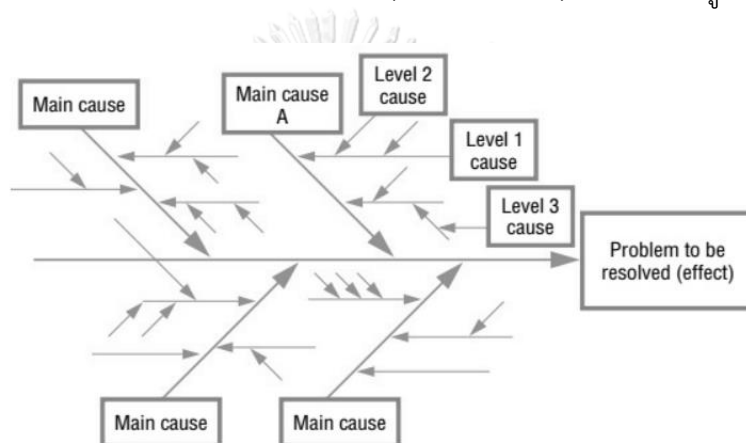 Level 2
cause
Main cause
Main cause
A
Level 1
cause
Level 3
cause
Problem to be
resolved (effect)
Main cause
Main cause